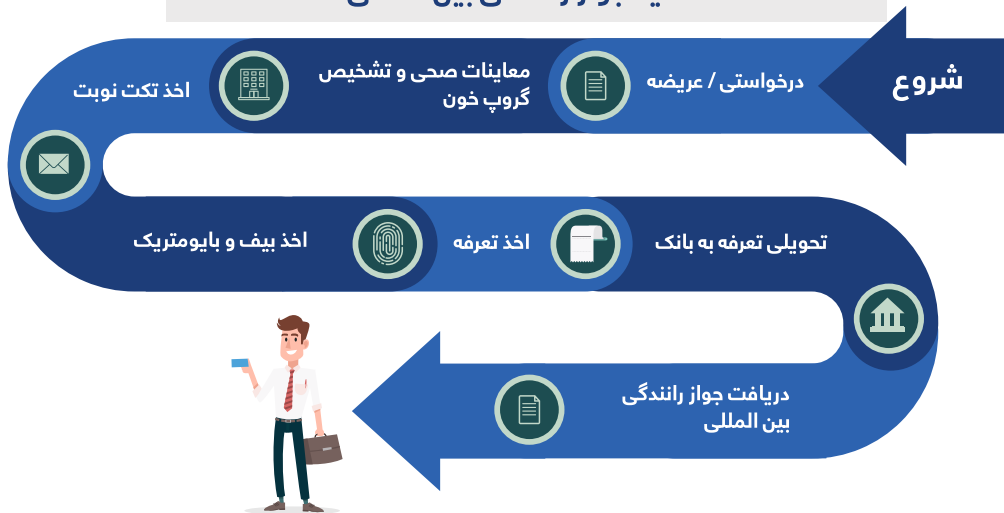 شروع
درخواستی / عریضه
معاینات صحی و تشخیص
گروپ خون
اخذ تکت نوبت
اخذ بیف و بایومتریک
اخذ تعرفه
تحویلی تعرفه به بانک
دریافت جواز رانندگی
بین المللی